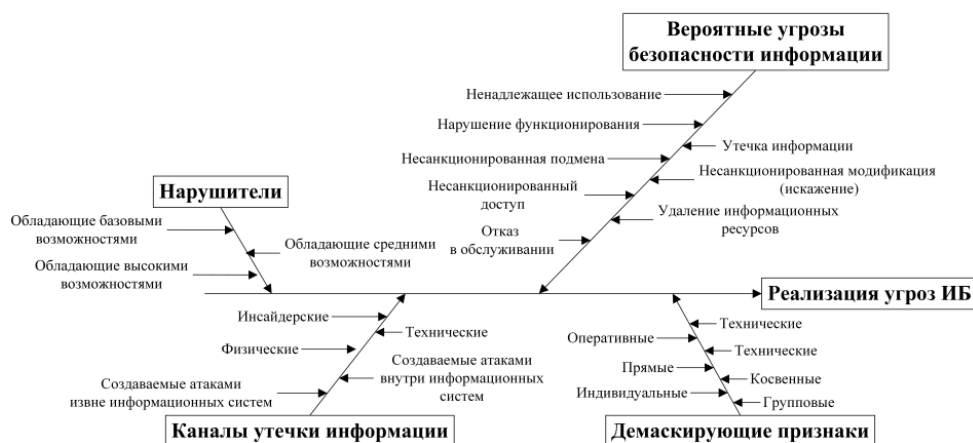 Вероятные угрозы
безопасности информации
Ненадлежащее использование
Нарушение функционирования
Утечка информации
Несанкционированная подмена
Несанкционированная модификация
(искажение)
Несанкционированный
доступ
Удаление информационных
ресурсов
Отказ
в обслуживании
Нарушители
Обладающие базовыми
возможностями
Обладающие средними
возможностями
Обладающие высокими
возможностями
Реализация угроз ИБ
Инсайдерские
Технические
Физические
Создаваемые атаками
внутри информационных
систем
Создаваемые атаками
извне информационных систем
Каналы утечки информации
Технические
Оперативные
Технические
Прямые
Косвенные
Индивидуальные
Групповые
Демаскирующие признаки